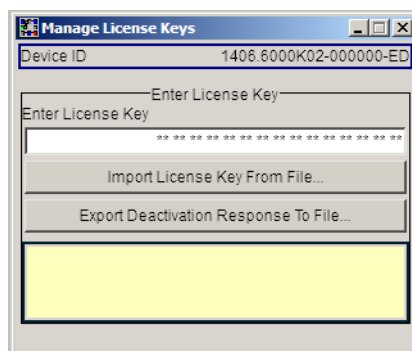 Manage License Keys
Device ID 1406.6000K02-000000-ED
Enter License Key
Enter License Key
** ** ** ** ** ** ** ** ** ** ** ** ** ** **
Import License Key From File...
Export Deactivation Response To File...